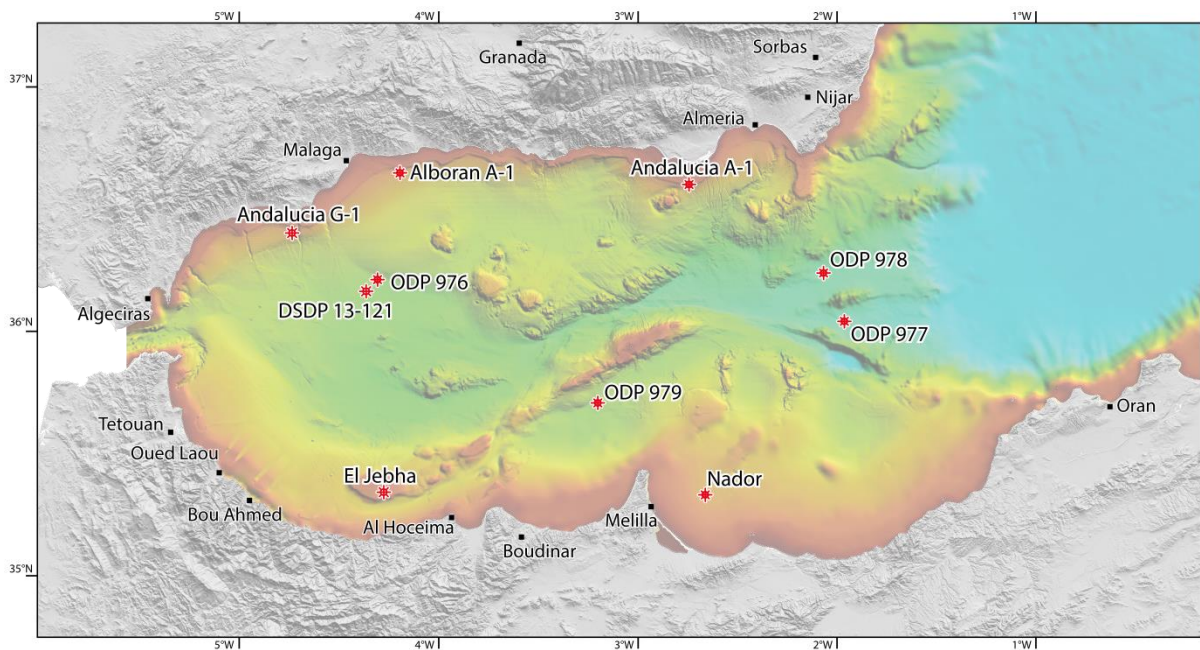 5°W 4°W 3°W 2°W 1°W
37°N
36°N
35°N
Granada
Sorbas
Nijar
Almeria
Malaga
Alboran A-1
Andalucia A-1
Andalucia G-1
ODP 976
DSDP 13-121
ODP 978
ODP 977
Algeciras
ODP 979
Oran
Tetouan
Oued Laou
El Jebha
Nador
Bou Ahmed
Al Hoceima
Melilla
Boudinar
5°W 4°W 3°W 2°W 1°W